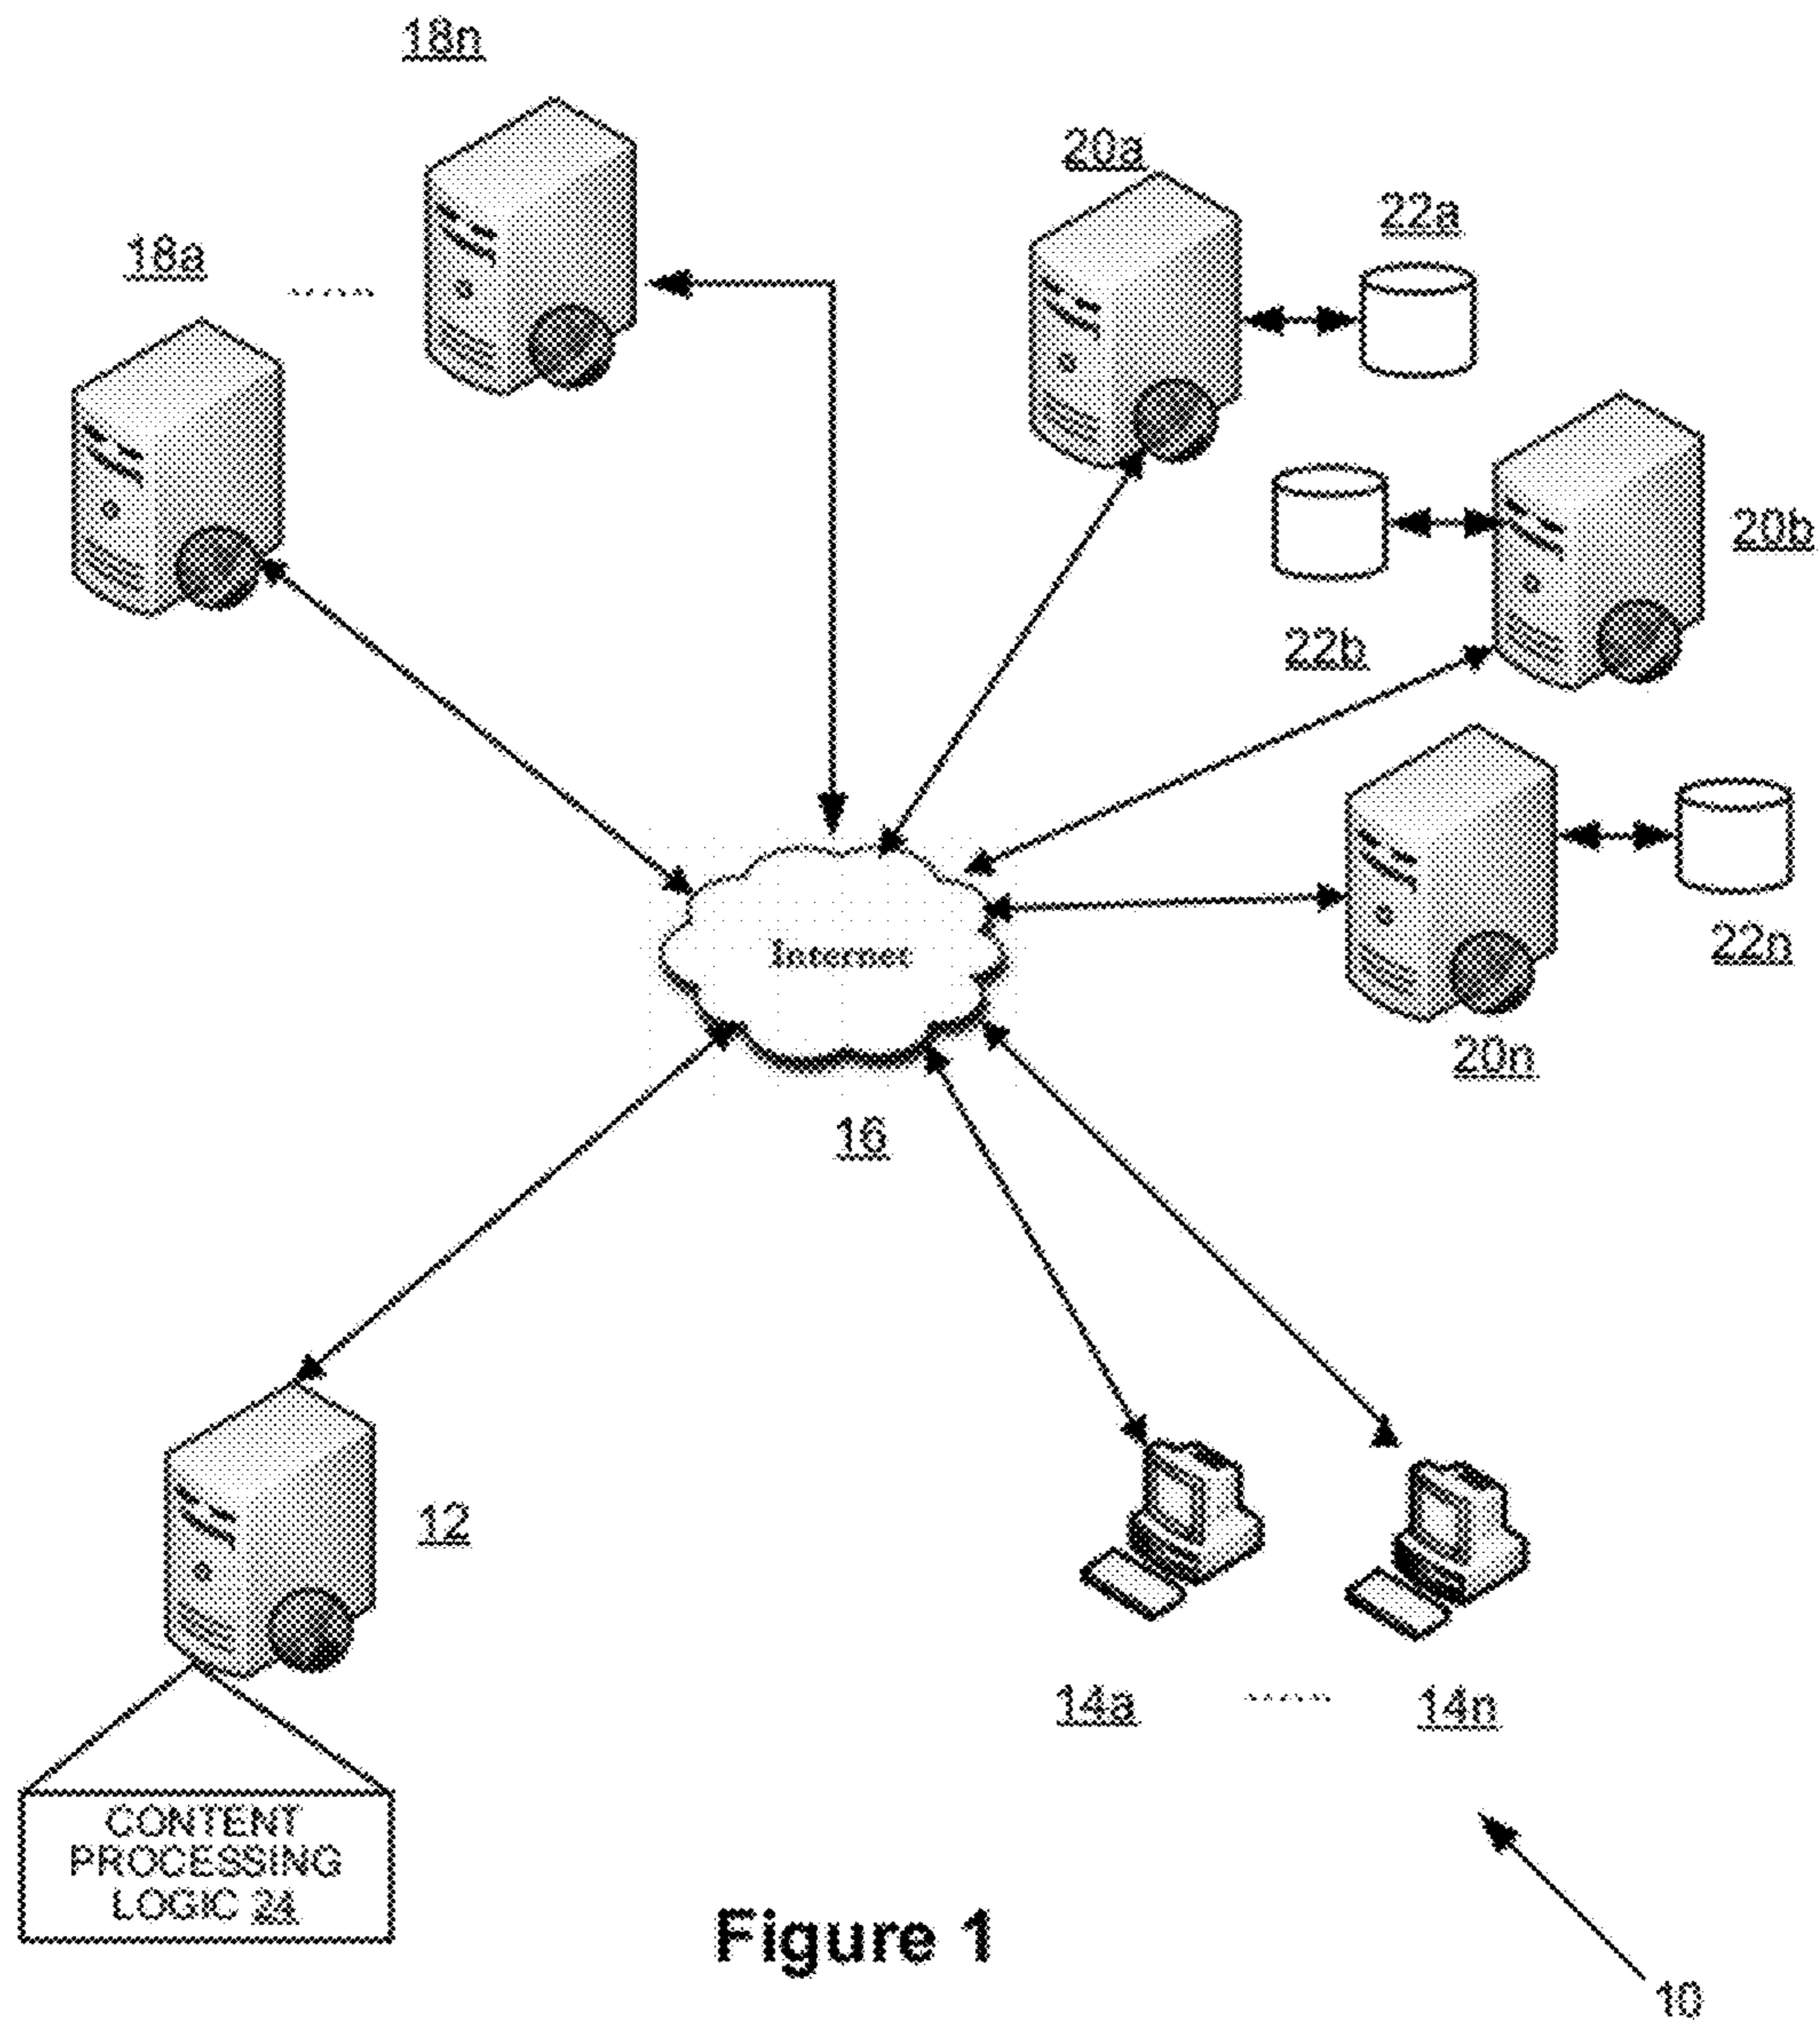 18n
20a
22a
18a
.....
20b
22b
Internet
22n
20n
16
12
14a
.....
14n
CONTENT
PROCESSING
LOGIC 24
Figure 1
10